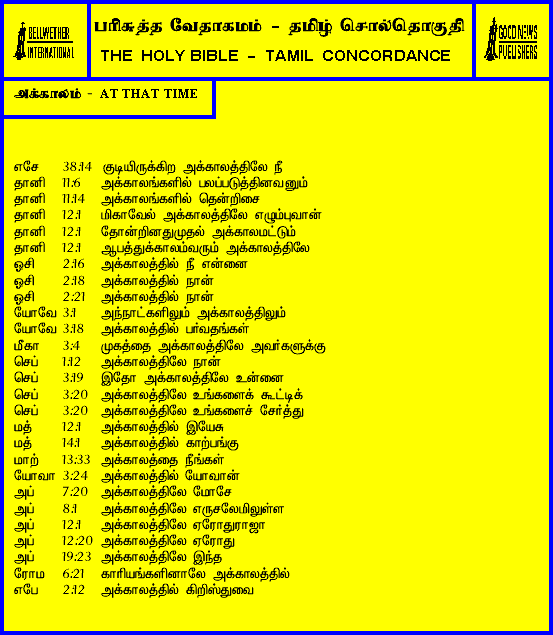 BELLWETHER
INTERNATIONAL
பரிசுத்த வேதாகமம் - தமிழ் சொல்தொகுதி
THE HOLY BIBLE - TAMIL CONCORDANCE
GOOD NEWS
PUBLISHERS
அக்காலம் - AT THAT TIME
எசே 38:14 குடியிருக்கிற அக்காலத்திலே நீ
தானி 11:6 அக்காலங்களில் பலப்படுத்தினவனும்
தானி 11:14 அக்காலங்களில் தென்றிசை
தானி 12:1 மிகாவேல் அக்காலத்திலே எழும்புவான்
தானி 12:1 தோன்றினதுமுதல் அக்காலமட்டும்
தானி 12:1 ஆபத்துக்காலம்வரும் அக்காலத்திலே
ஓசி 2:16 அக்காலத்தில் நீ என்னை
ஓசி 2:18 அக்காலத்தில் நான்
ஓசி 2:21 அக்காலத்தில் நான்
யோவே 3:1 அந்நாட்களிலும் அக்காலத்திலும்
யோவே 3:18 அக்காலத்தில் பர்வதங்கள்
மீகா 3:4 முகத்தை அக்காலத்திலே அவர்களுக்கு
செப் 1:12 அக்காலத்திலே நான்
செப் 3:19 இதோ அக்காலத்திலே உன்னை
செப் 3:20 அக்காலத்திலே உங்களைக் கூட்டிக்
செப் 3:20 அக்காலத்திலே உங்களைச் சேர்த்து
மத் 12:1 அக்காலத்தில் இயேசு
மத் 14:1 அக்காலத்தில் காற்பங்கு
மாற் 13:33 அக்காலத்தை நீங்கள்
யோவா 3:24 அக்காலத்தில் யோவான்
அப் 7:20 அக்காலத்திலே மோசே
அப் 8:1 அக்காலத்திலே எருசலேமிலுள்ள
அப் 12:1 அக்காலத்திலே ஏரோதுராஜா
அப் 12:20 அக்காலத்திலே ஏரோது
அப் 19:23 அக்காலத்திலே இந்த
ரோம 6:21 காரியங்களினாலே அக்காலத்தில்
எபே 2:12 அக்காலத்தில் கிறிஸ்துவை